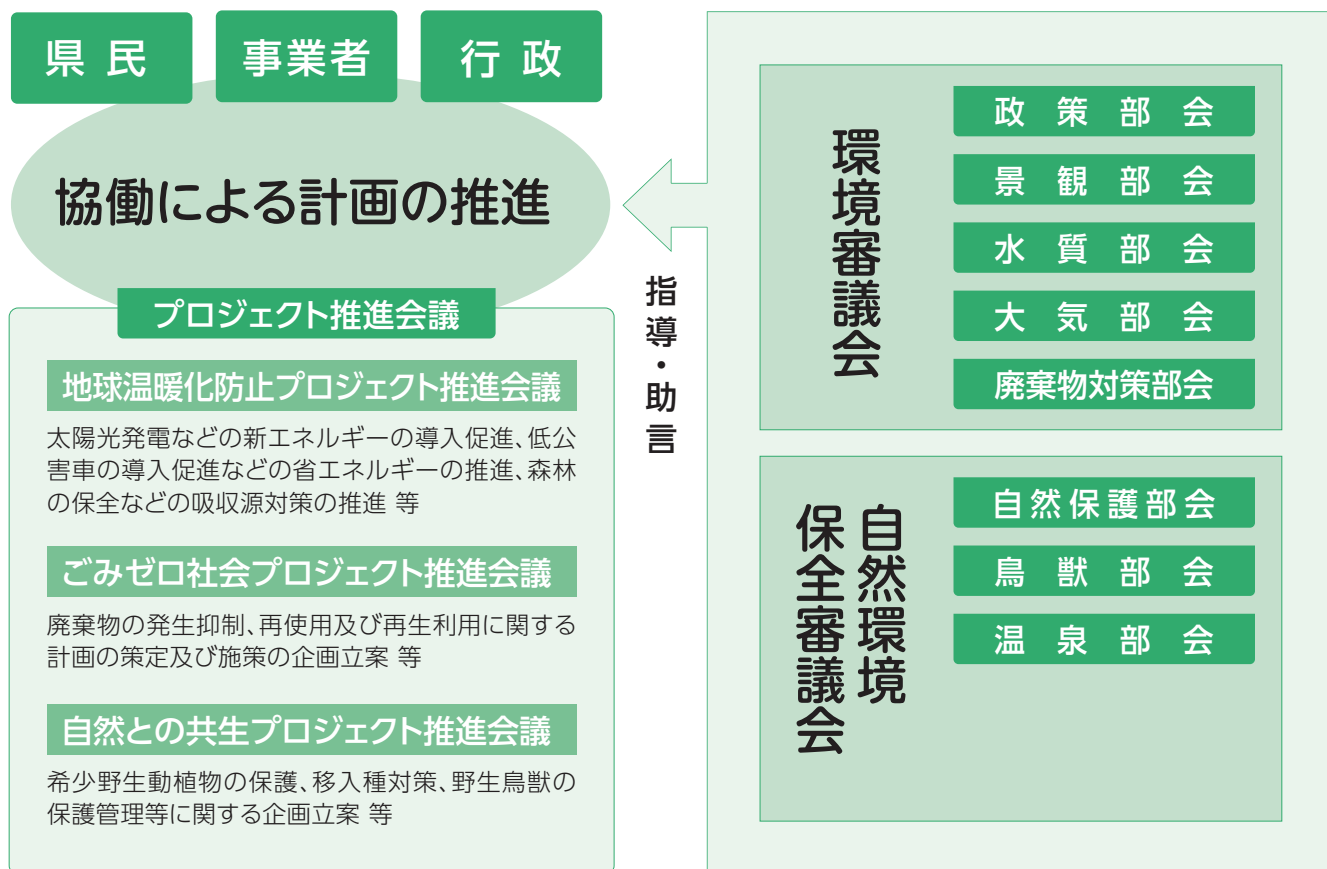 県民
事業者
行政
協働による計画の推進
プロジェクト推進会議
地球温暖化防止プロジェクト推進会議
太陽光発電などの新エネルギーの導入促進、低公
害車の導入促進などの省エネルギーの推進、森林
の保全などの吸収源対策の推進 等
ごみゼロ社会プロジェクト推進会議
廃棄物の発生抑制、再使用及び再生利用に関する
計画の策定及び施策の企画立案 等
自然との共生プロジェクト推進会議
希少野生動植物の保護、移入種対策、野生鳥獣の
保護管理等に関する企画立案 等
指導・助言
環境審議会
政策部会
景観部会
水質部会
大気部会
廃棄物対策部会
自然環境
保全審議会
自然保護部会
鳥獣部会
温泉部会